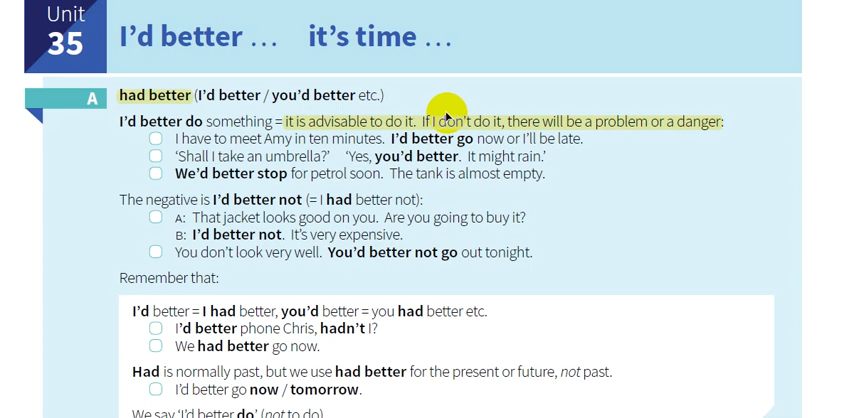 Unit
35
I'd better … it's time …
A
had better (I'd better / you'd better etc.)
I'd better do something = it is advisable to do it. If I don't do it, there will be a problem or a danger:
I have to meet Amy in ten minutes. I'd better go now or I'll be late.
‘Shall I take an umbrella?’ ‘Yes, you'd better. It might rain.’
We'd better stop for petrol soon. The tank is almost empty.
The negative is I'd better not (= I had better not):
A: That jacket looks good on you. Are you going to buy it?
B: I'd better not. It's very expensive.
You don't look very well. You'd better not go out tonight.
Remember that:
I'd better = I had better, you'd better = you had better etc.
I'd better phone Chris, hadn't I?
We had better go now.
Had is normally past, but we use had better for the present or future, not past.
I'd better go now / tomorrow.
We say ‘I'd better do’ (not to do)